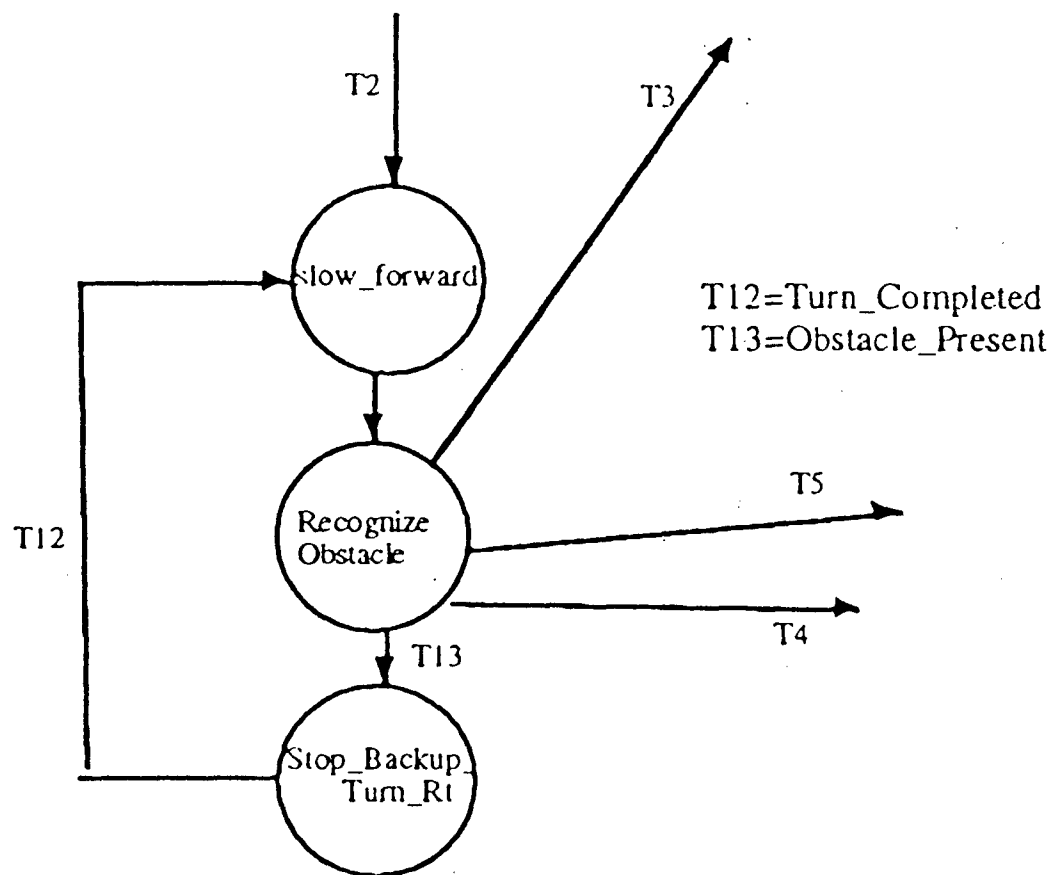 T2
T3
Slow_forward
T12=Turn_Completed
T13=Obstacle_Present
T5
Recognize
Obstacle
T12
T4
T13
Stop_Backup_
Turn_Rt